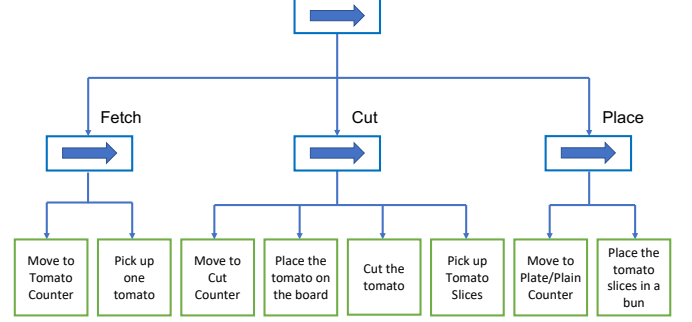 Fetch
Cut
Place
Move to
Tomato
Counter
Pick up
one
tomato
Move to
Cut
Counter
Place the
tomato on
the board
Cut the
tomato
Pick up
Tomato
Slices
Move to
Plate/Plain
Counter
Place the
tomato
slices in a
bun